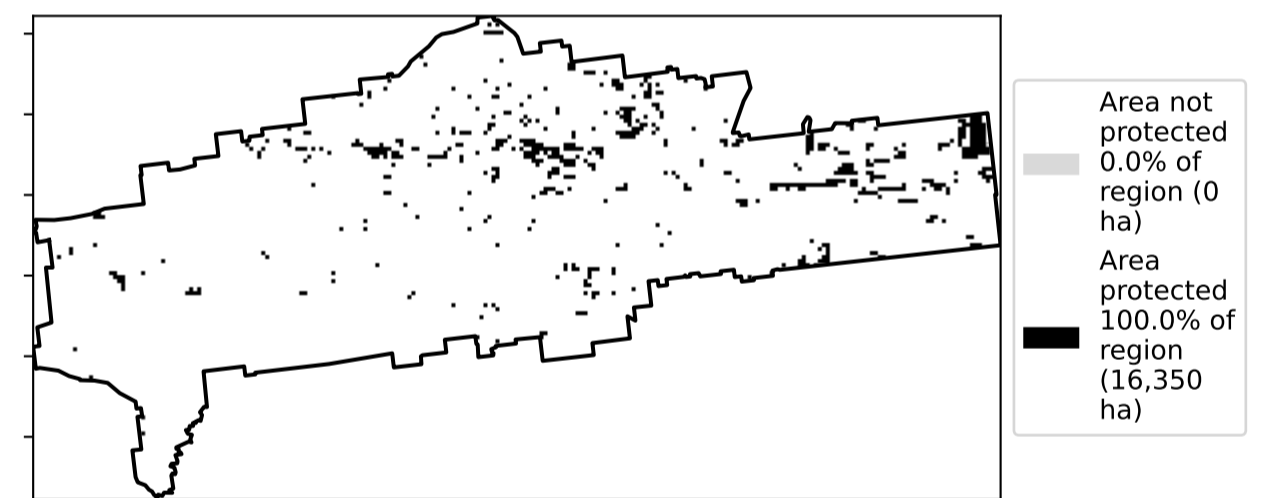 Area not
protected
0.0% of
region (0
ha)
Area
protected
100.0% of
region
(16,350
ha)